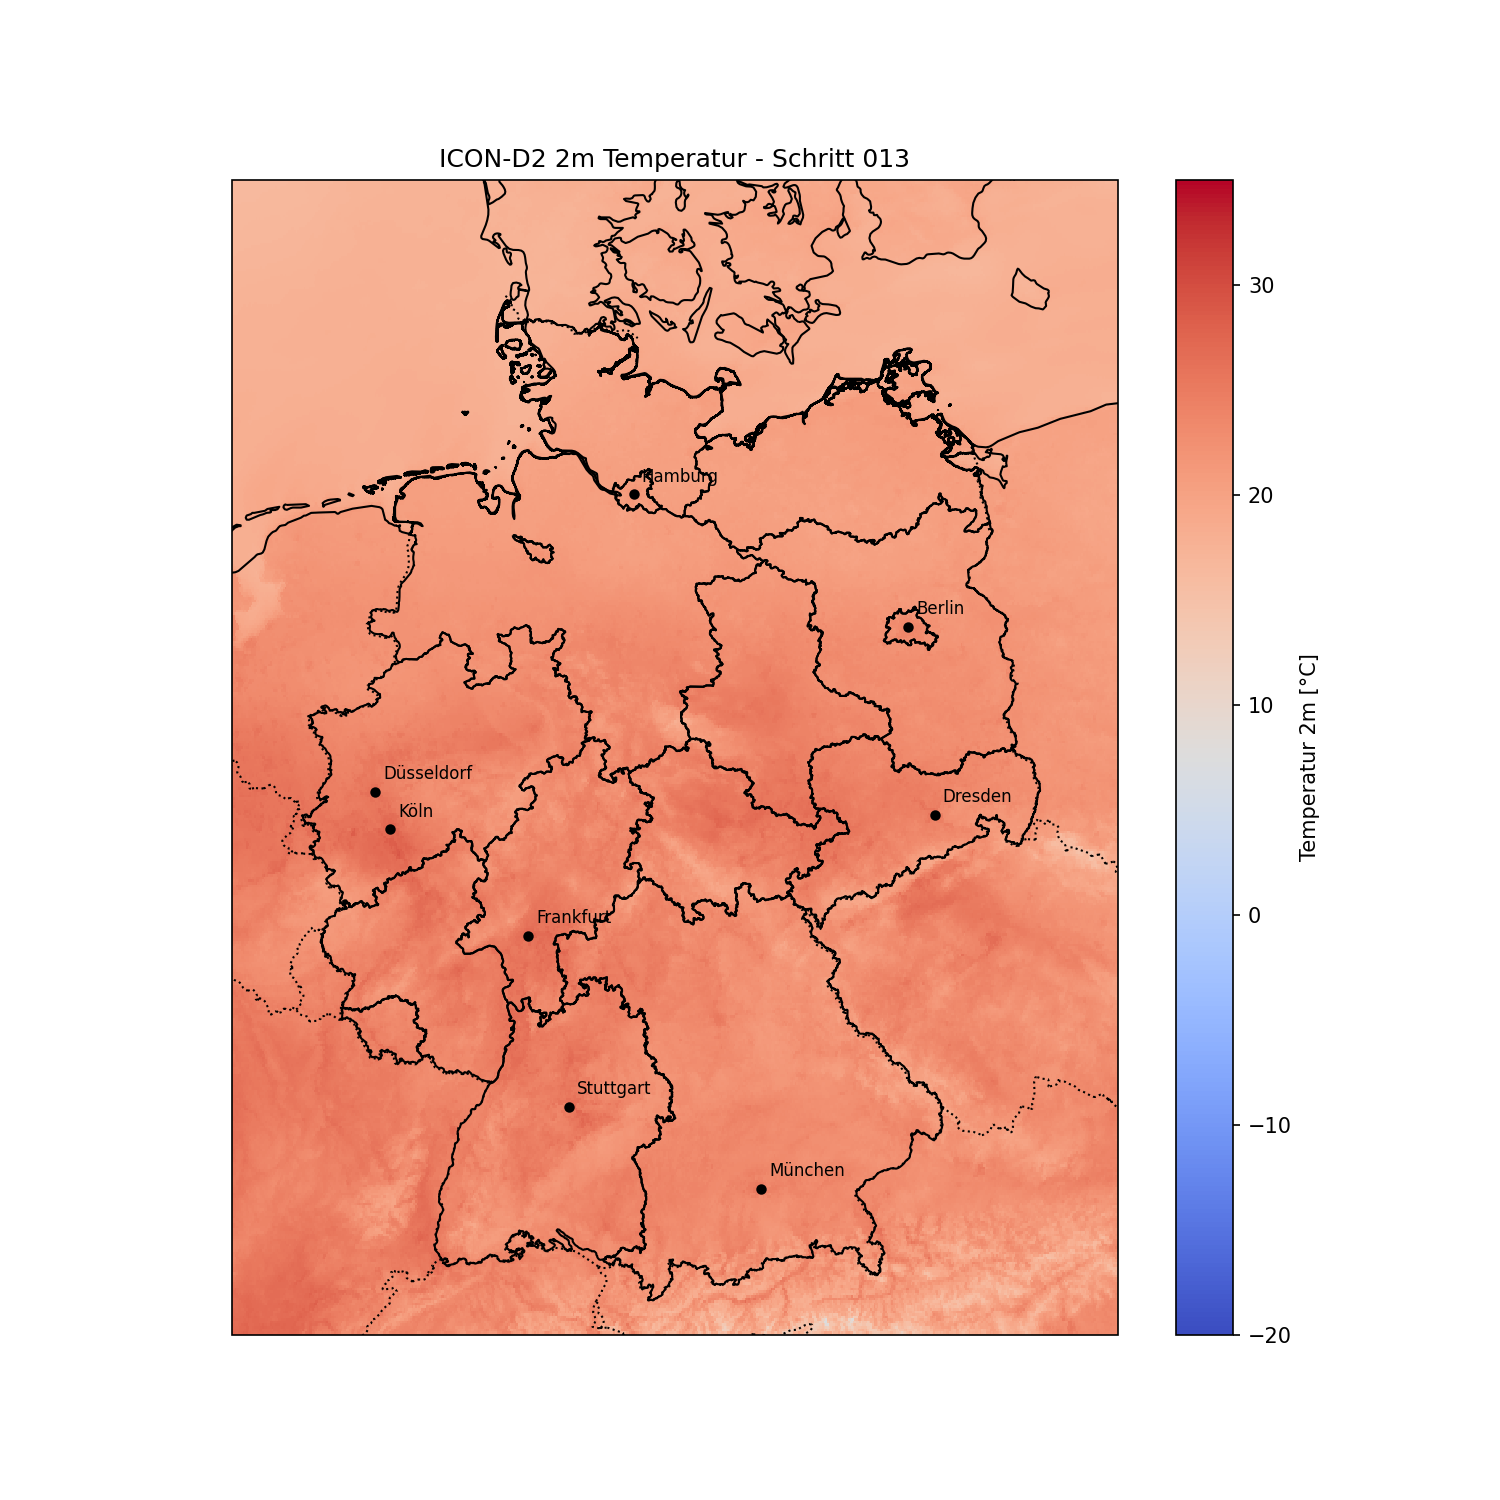 ICON-D2 2m Temperatur - Schritt 013
Hamburg
Berlin
Düsseldorf
Köln
Dresden
Frankfurt
Stuttgart
München
30
20
10
0
−10
−20
Temperatur 2m [°C]